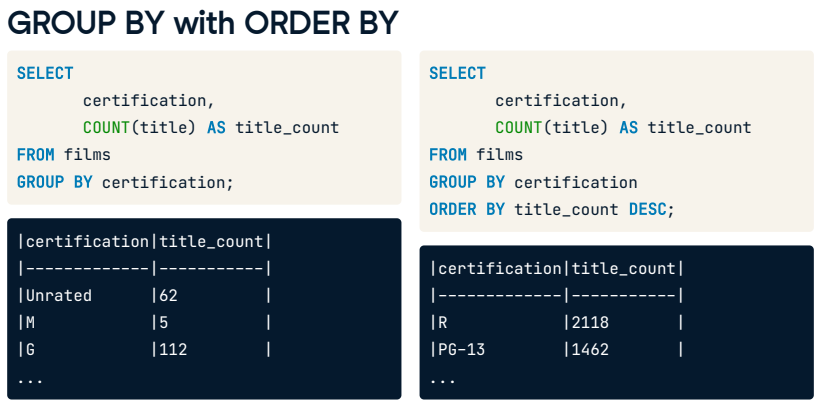 GROUP BY with ORDER BY
SELECT
certification,
COUNT(title) AS title_count
FROM films
GROUP BY certification;
|certification|title_count|
|-------------|-----------|
|Unrated      |62         |
|M            |5          |
|G            |112        |
...
SELECT
certification,
COUNT(title) AS title_count
FROM films
GROUP BY certification
ORDER BY title_count DESC;
|certification|title_count|
|-------------|-----------|
|R            |2118       |
|PG-13        |1462       |
...